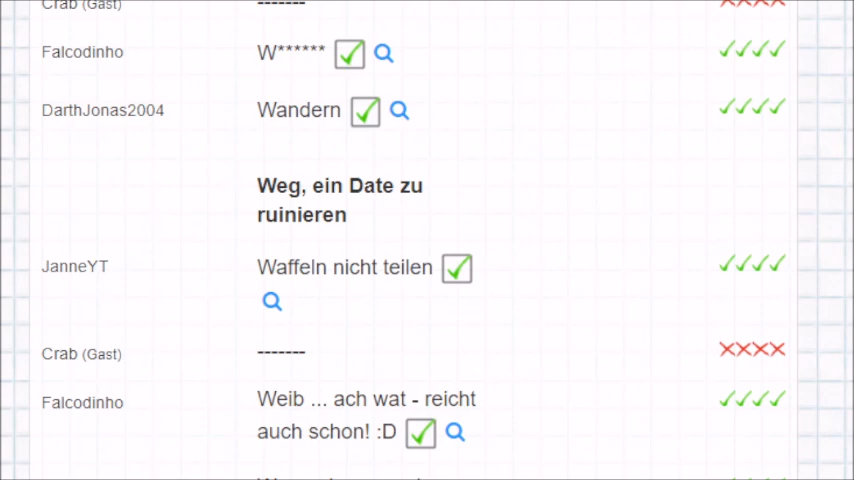 Crab (Gast) -------
Falcodinho W******
DarthJonas2004 Wandern
Weg, ein Date zu
ruinieren
JanneYT Waffeln nicht teilen
Crab (Gast) -------
Falcodinho Weib ... ach wat - reicht
auch schon! :D